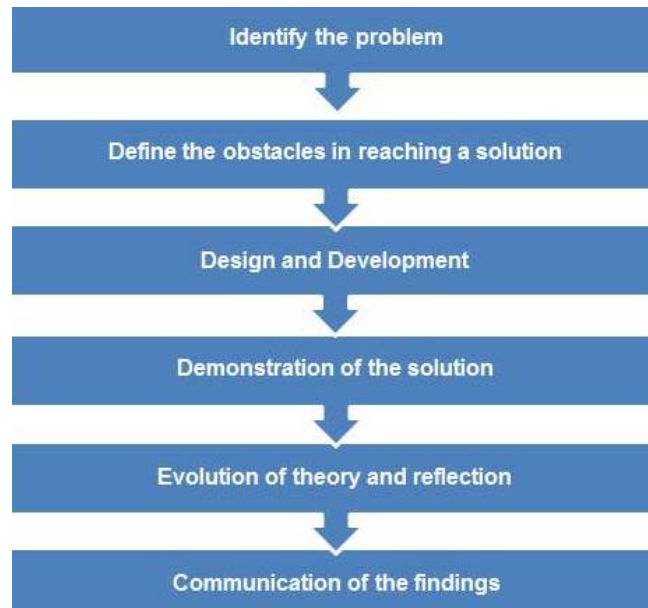 Identify the problem
Define the obstacles in reaching a solution
Design and Development
Demonstration of the solution
Evolution of theory and reflection
Communication of the findings